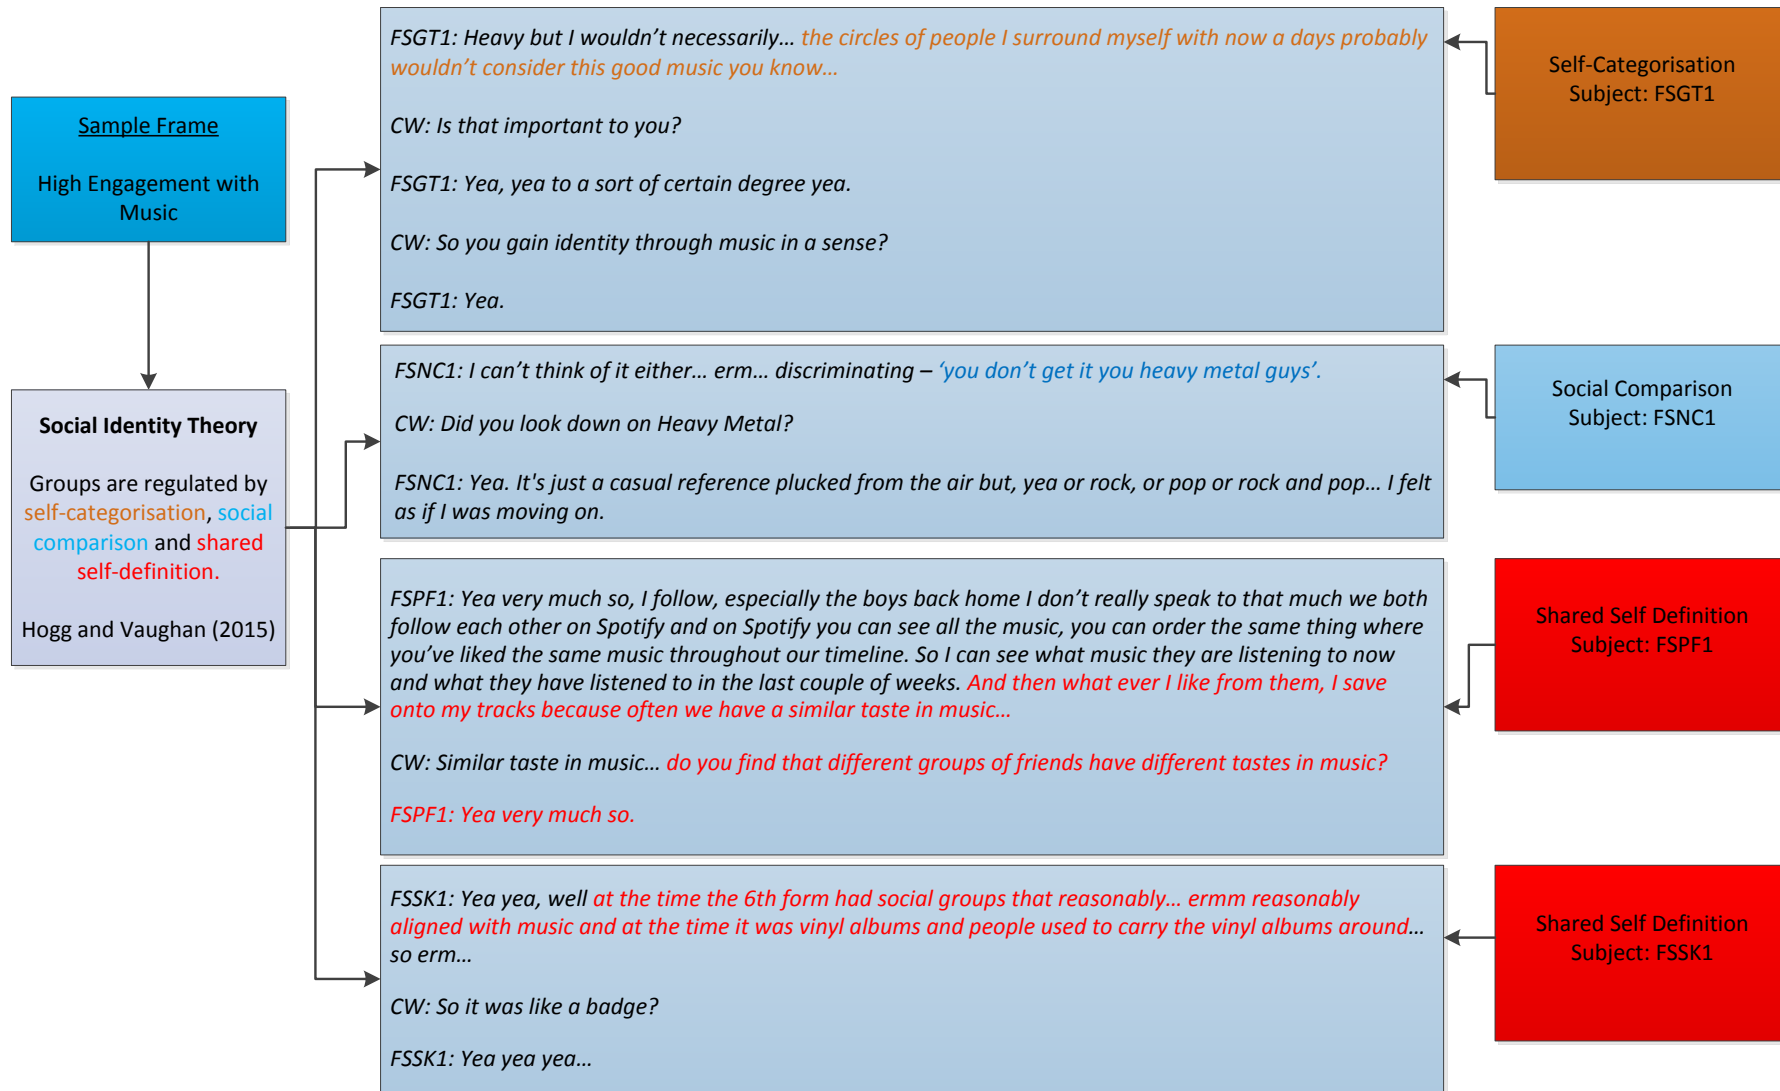 Sample Frame
High Engagement with
Music
Social Identity Theory
Groups are regulated by
self-categorisation, social
comparison and shared
self-definition.
Hogg and Vaughan (2015)
FSGT1: Heavy but I wouldn’t necessarily… the circles of people I surround myself with now a days probably
wouldn’t consider this good music you know…
CW: Is that important to you?
FSGT1: Yea, yea to a sort of certain degree yea.
CW: So you gain identity through music in a sense?
FSGT1: Yea.
Self-Categorisation
Subject: FSGT1
FSNC1: I can’t think of it either… erm… discriminating – ‘you don’t get it you heavy metal guys’.
CW: Did you look down on Heavy Metal?
FSNC1: Yea. It's just a casual reference plucked from the air but, yea or rock, or pop or rock and pop… I felt
as if I was moving on.
Social Comparison
Subject: FSNC1
FSPF1: Yea very much so, I follow, especially the boys back home I don’t really speak to that much we both
follow each other on Spotify and on Spotify you can see all the music, you can order the same thing where
you’ve liked the same music throughout our timeline. So I can see what music they are listening to now
and what they have listened to in the last couple of weeks. And then what ever I like from them, I save
onto my tracks because often we have a similar taste in music…
CW: Similar taste in music… do you find that different groups of friends have different tastes in music?
FSPF1: Yea very much so.
Shared Self Definition
Subject: FSPF1
FSSK1: Yea yea, well at the time the 6th form had social groups that reasonably… ermm reasonably
aligned with music and at the time it was vinyl albums and people used to carry the vinyl albums around…
so erm…
CW: So it was like a badge?
FSSK1: Yea yea yea…
Shared Self Definition
Subject: FSSK1